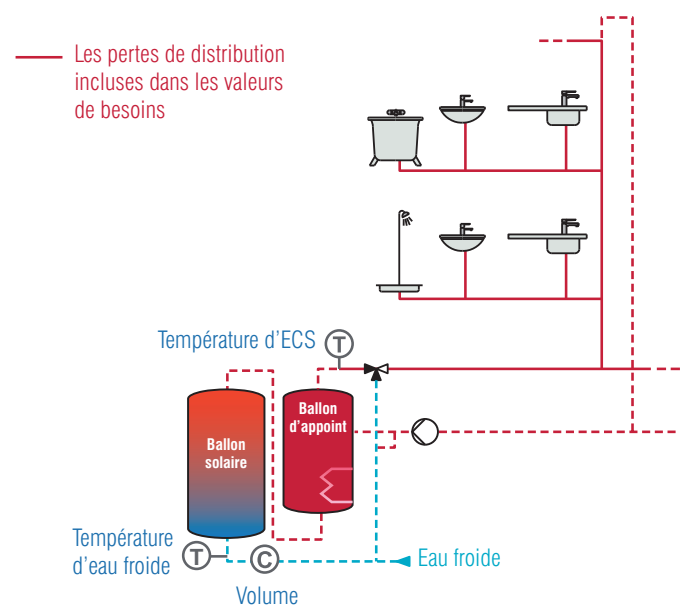 Les pertes de distribution
incluses dans les valeurs
de besoins
Température d'ECS
T
Ballon
d'appoint
Ballon
solaire
Température
d'eau froide
T
C
Eau froide
Volume